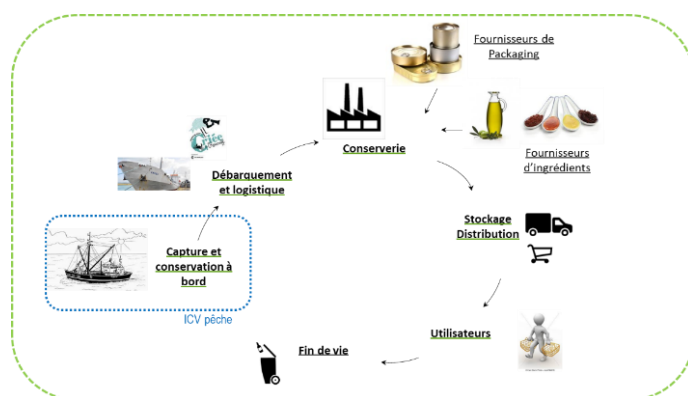 Fournisseurs de
Packaging
Conserverie
Fournisseurs
d'ingrédients
Criée
Débarquement
et logistique
Stockage
Distribution
Capture et
conservation à
bord
ICV pêche
Utilisateurs
Fin de vie